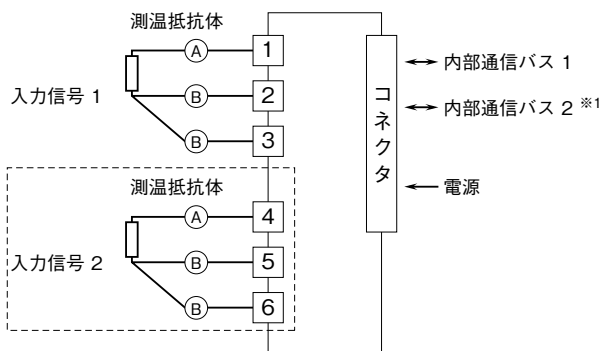 測温抵抗体
A 1
入力信号 1
B 2
B 3
測温抵抗体
A 4
入力信号 2
B 5
B 6
コネクタ
内部通信バス 1
内部通信バス 2 ※1
電源